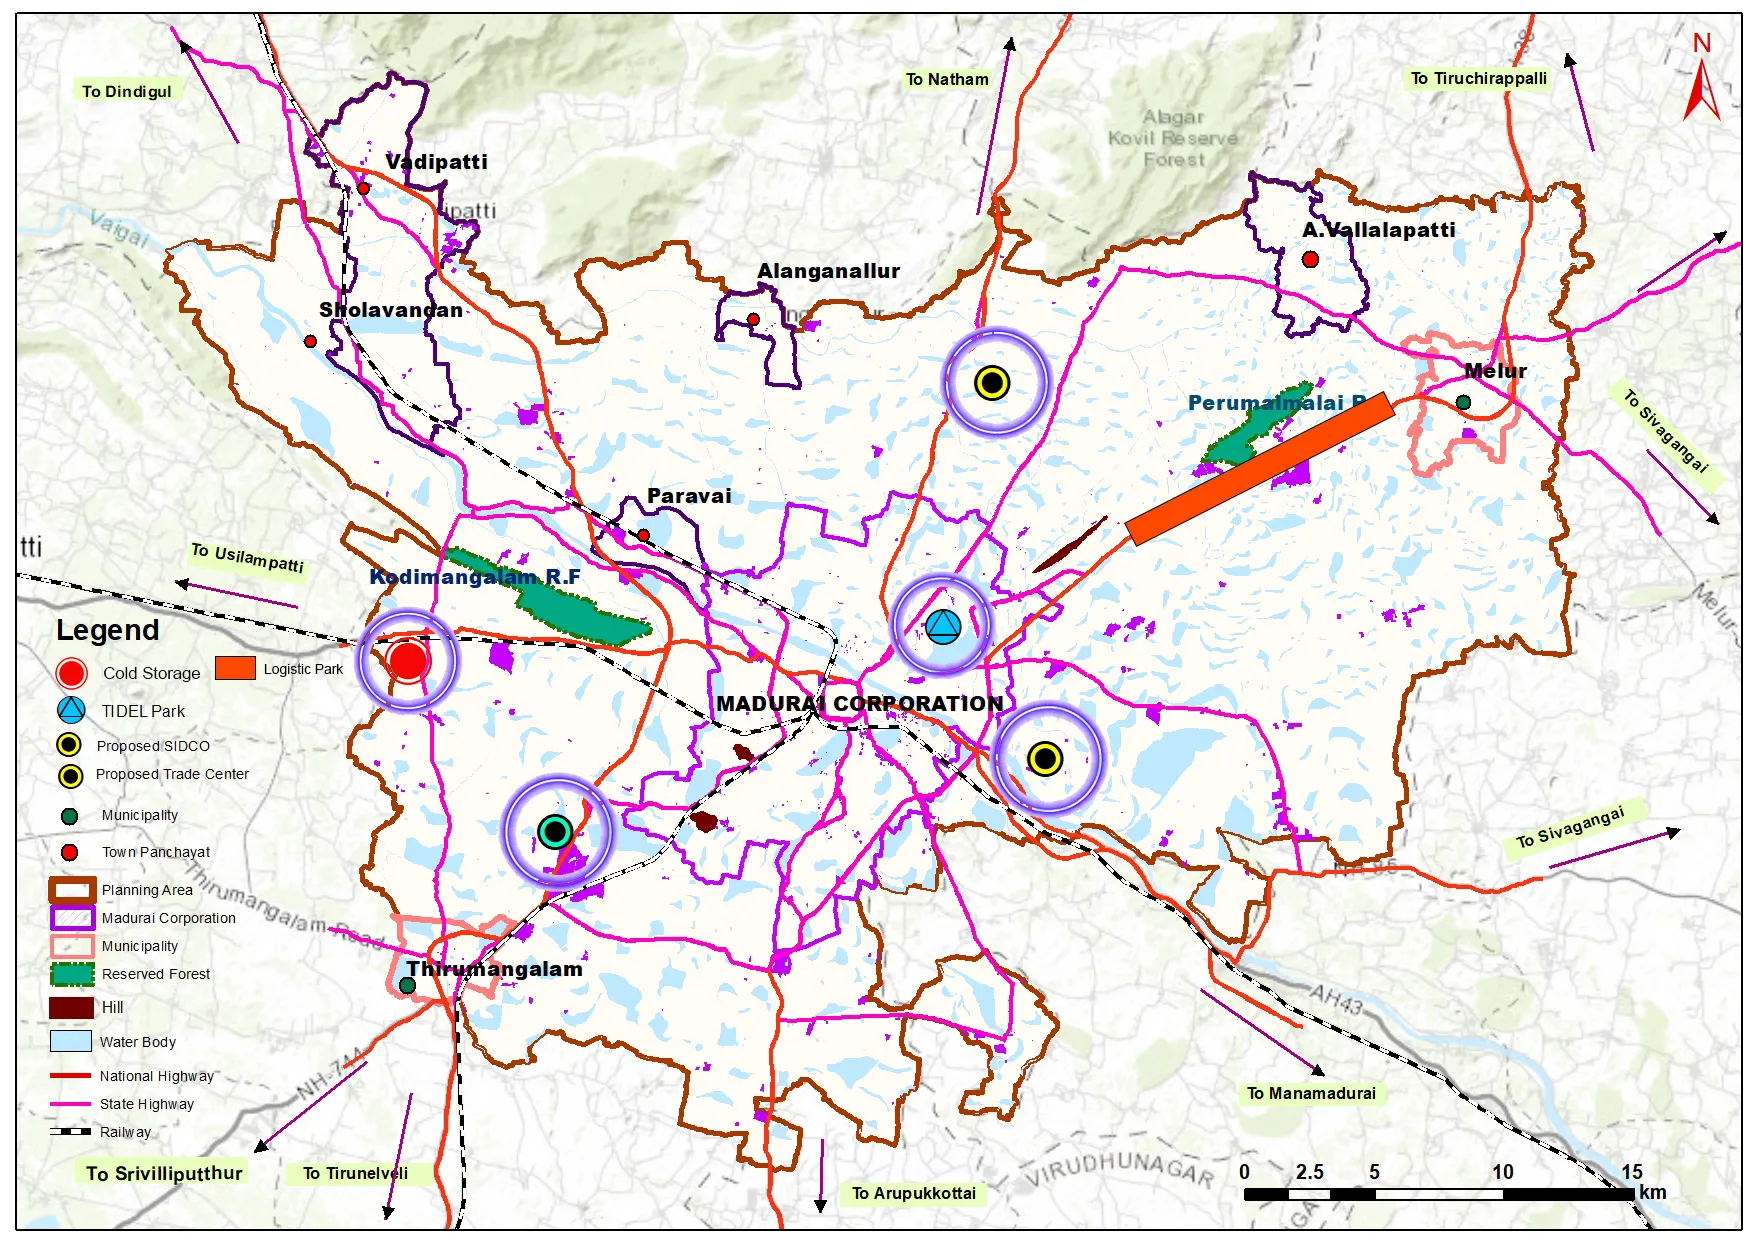 N
To Dindigul
To Natham
To Tiruchirappalli
38
Alagar
Kovil Reserve
Forest
Vadipatti
ipatti
Vaigai
A.Vallalapatti
Alanganallur
Sholavandan
Melur
Perumalmalai R
To Sivagangai
Paravai
tti
To Usilampatti
Kodimangalam R.F
MADURAI CORPORATION
Legend
Cold Storage
Logistic Park
TIDEL Park
Proposed SIDCO
Proposed Trade Center
Municipality
Town Panchayat
Planning Area
Madurai Corporation
Municipality
Reserved Forest
Hill
Water Body
National Highway
State Highway
Railway
Thirumangalam Road
Thirumangalam
To Sivagangai
AH43
To Manamadurai
To Srivilliputthur
To Tirunelveli
To Arupukkottai
VIRUDHUNAGAR
0 2.5 5 10 15
km